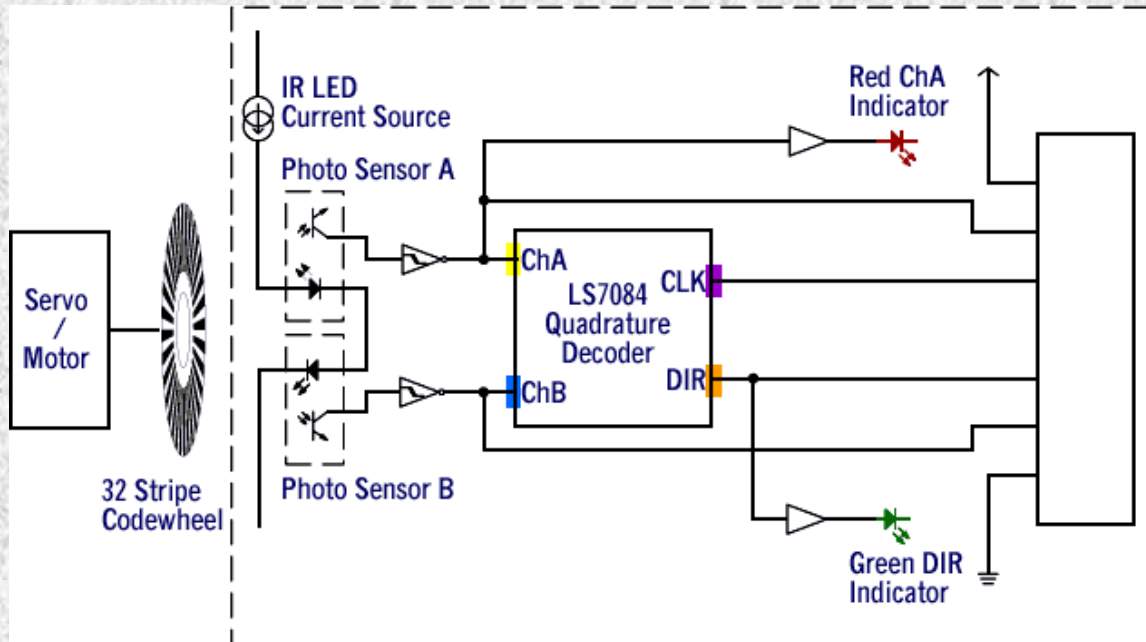 IR LED
Current Source
Red ChA
Indicator
Photo Sensor A
Servo
/
Motor
ChA
CLK
LS7084
Quadrature
Decoder
DIR
ChB
32 Stripe
Codewheel
Photo Sensor B
Green DIR
Indicator